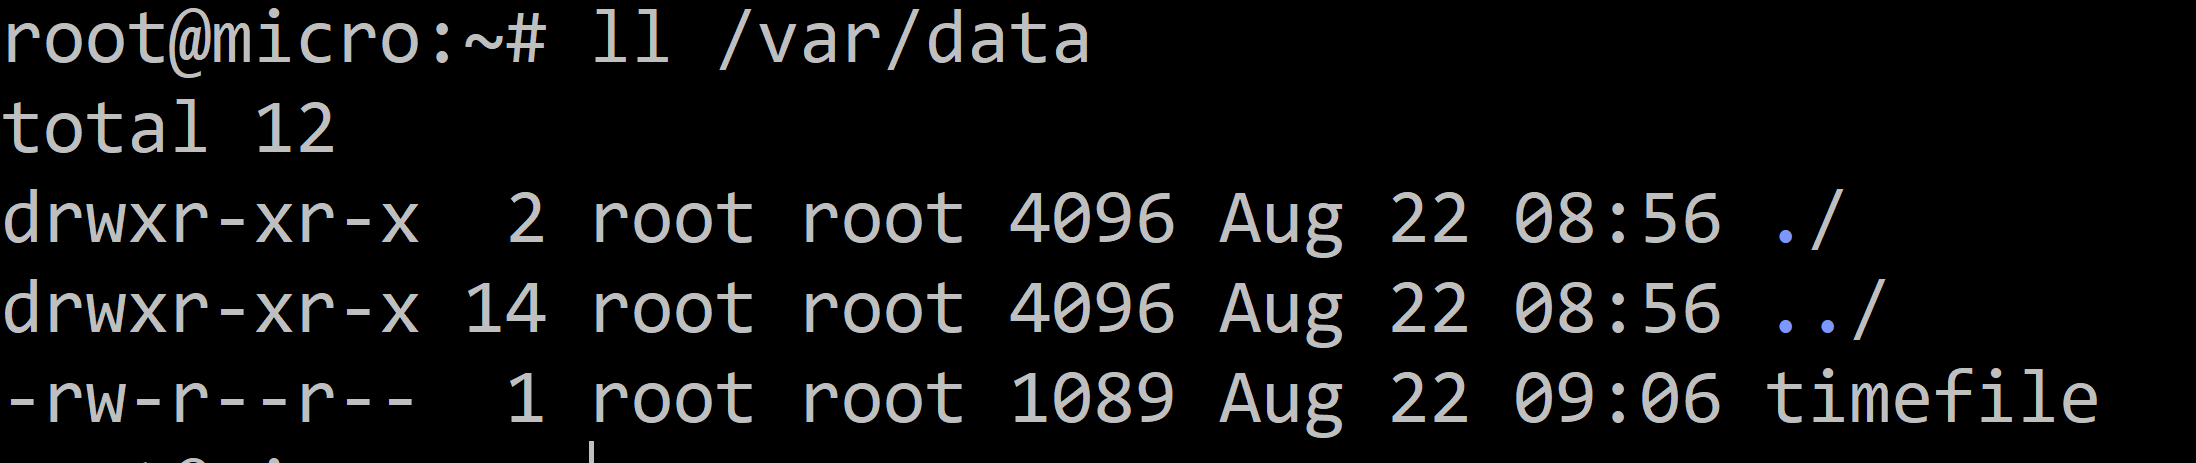 root@micro:~# ll /var/data
total 12
drwxr-xr-x  2 root root 4096 Aug 22 08:56 ./
drwxr-xr-x 14 root root 4096 Aug 22 08:56 ../
-rw-r--r--  1 root root 1089 Aug 22 09:06 timefile